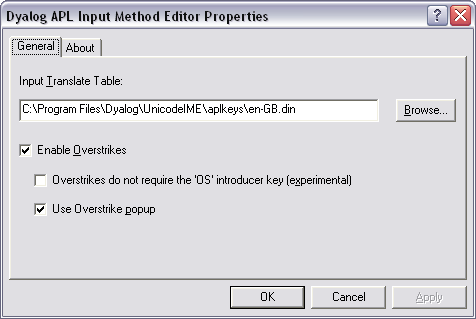 Dyalog APL Input Method Editor Properties
General About
Input Translate Table:
C:\Program Files\Dyalog\UnicodeIME\aplkeys\en-GB.din Browse...
Enable Overstrikes
Overstrikes do not require the 'OS' introducer key (experimental)
Use Overstrike popup
OK Cancel Apply